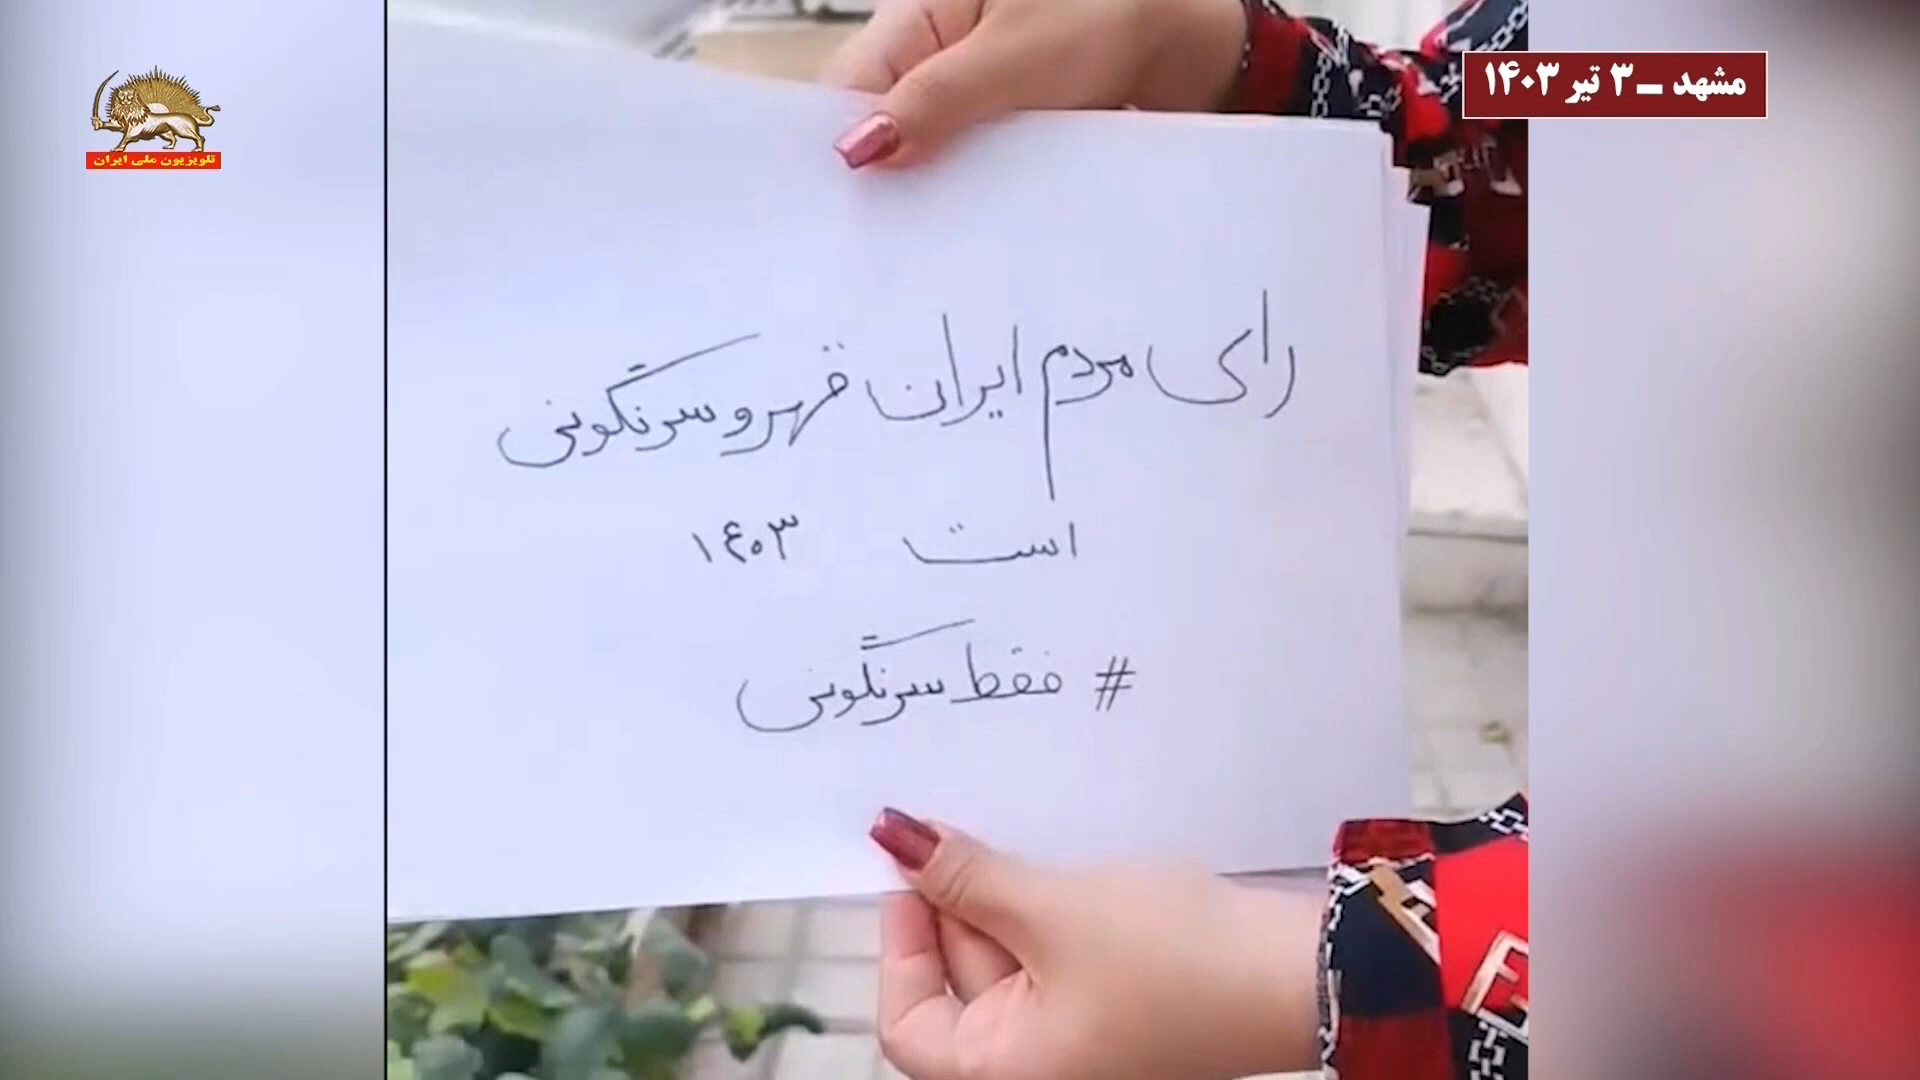 تلویزیون ملی ایران
مشهد ـ ۳ تیر ۱۴۰۳
رای مردم ایران قهر و سرنگونی
است ۱۴۰۳
# فقط سرنگونی